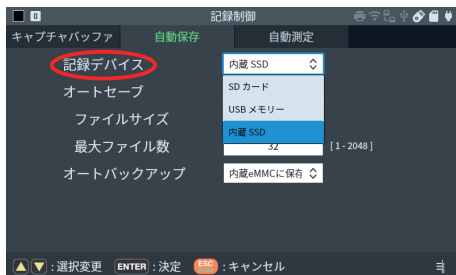 0 記録制御
キャプチャバッファ 自動保存 自動測定
記録デバイス 内蔵 SSD
オートセーブ SD カード
ファイルサイズ USB メモリー
内蔵 SSD
最大ファイル数 32 [1 - 2048]
オートバックアップ 内蔵eMMCに保存
:選択変更 ENTER :決定 ESC :キャンセル